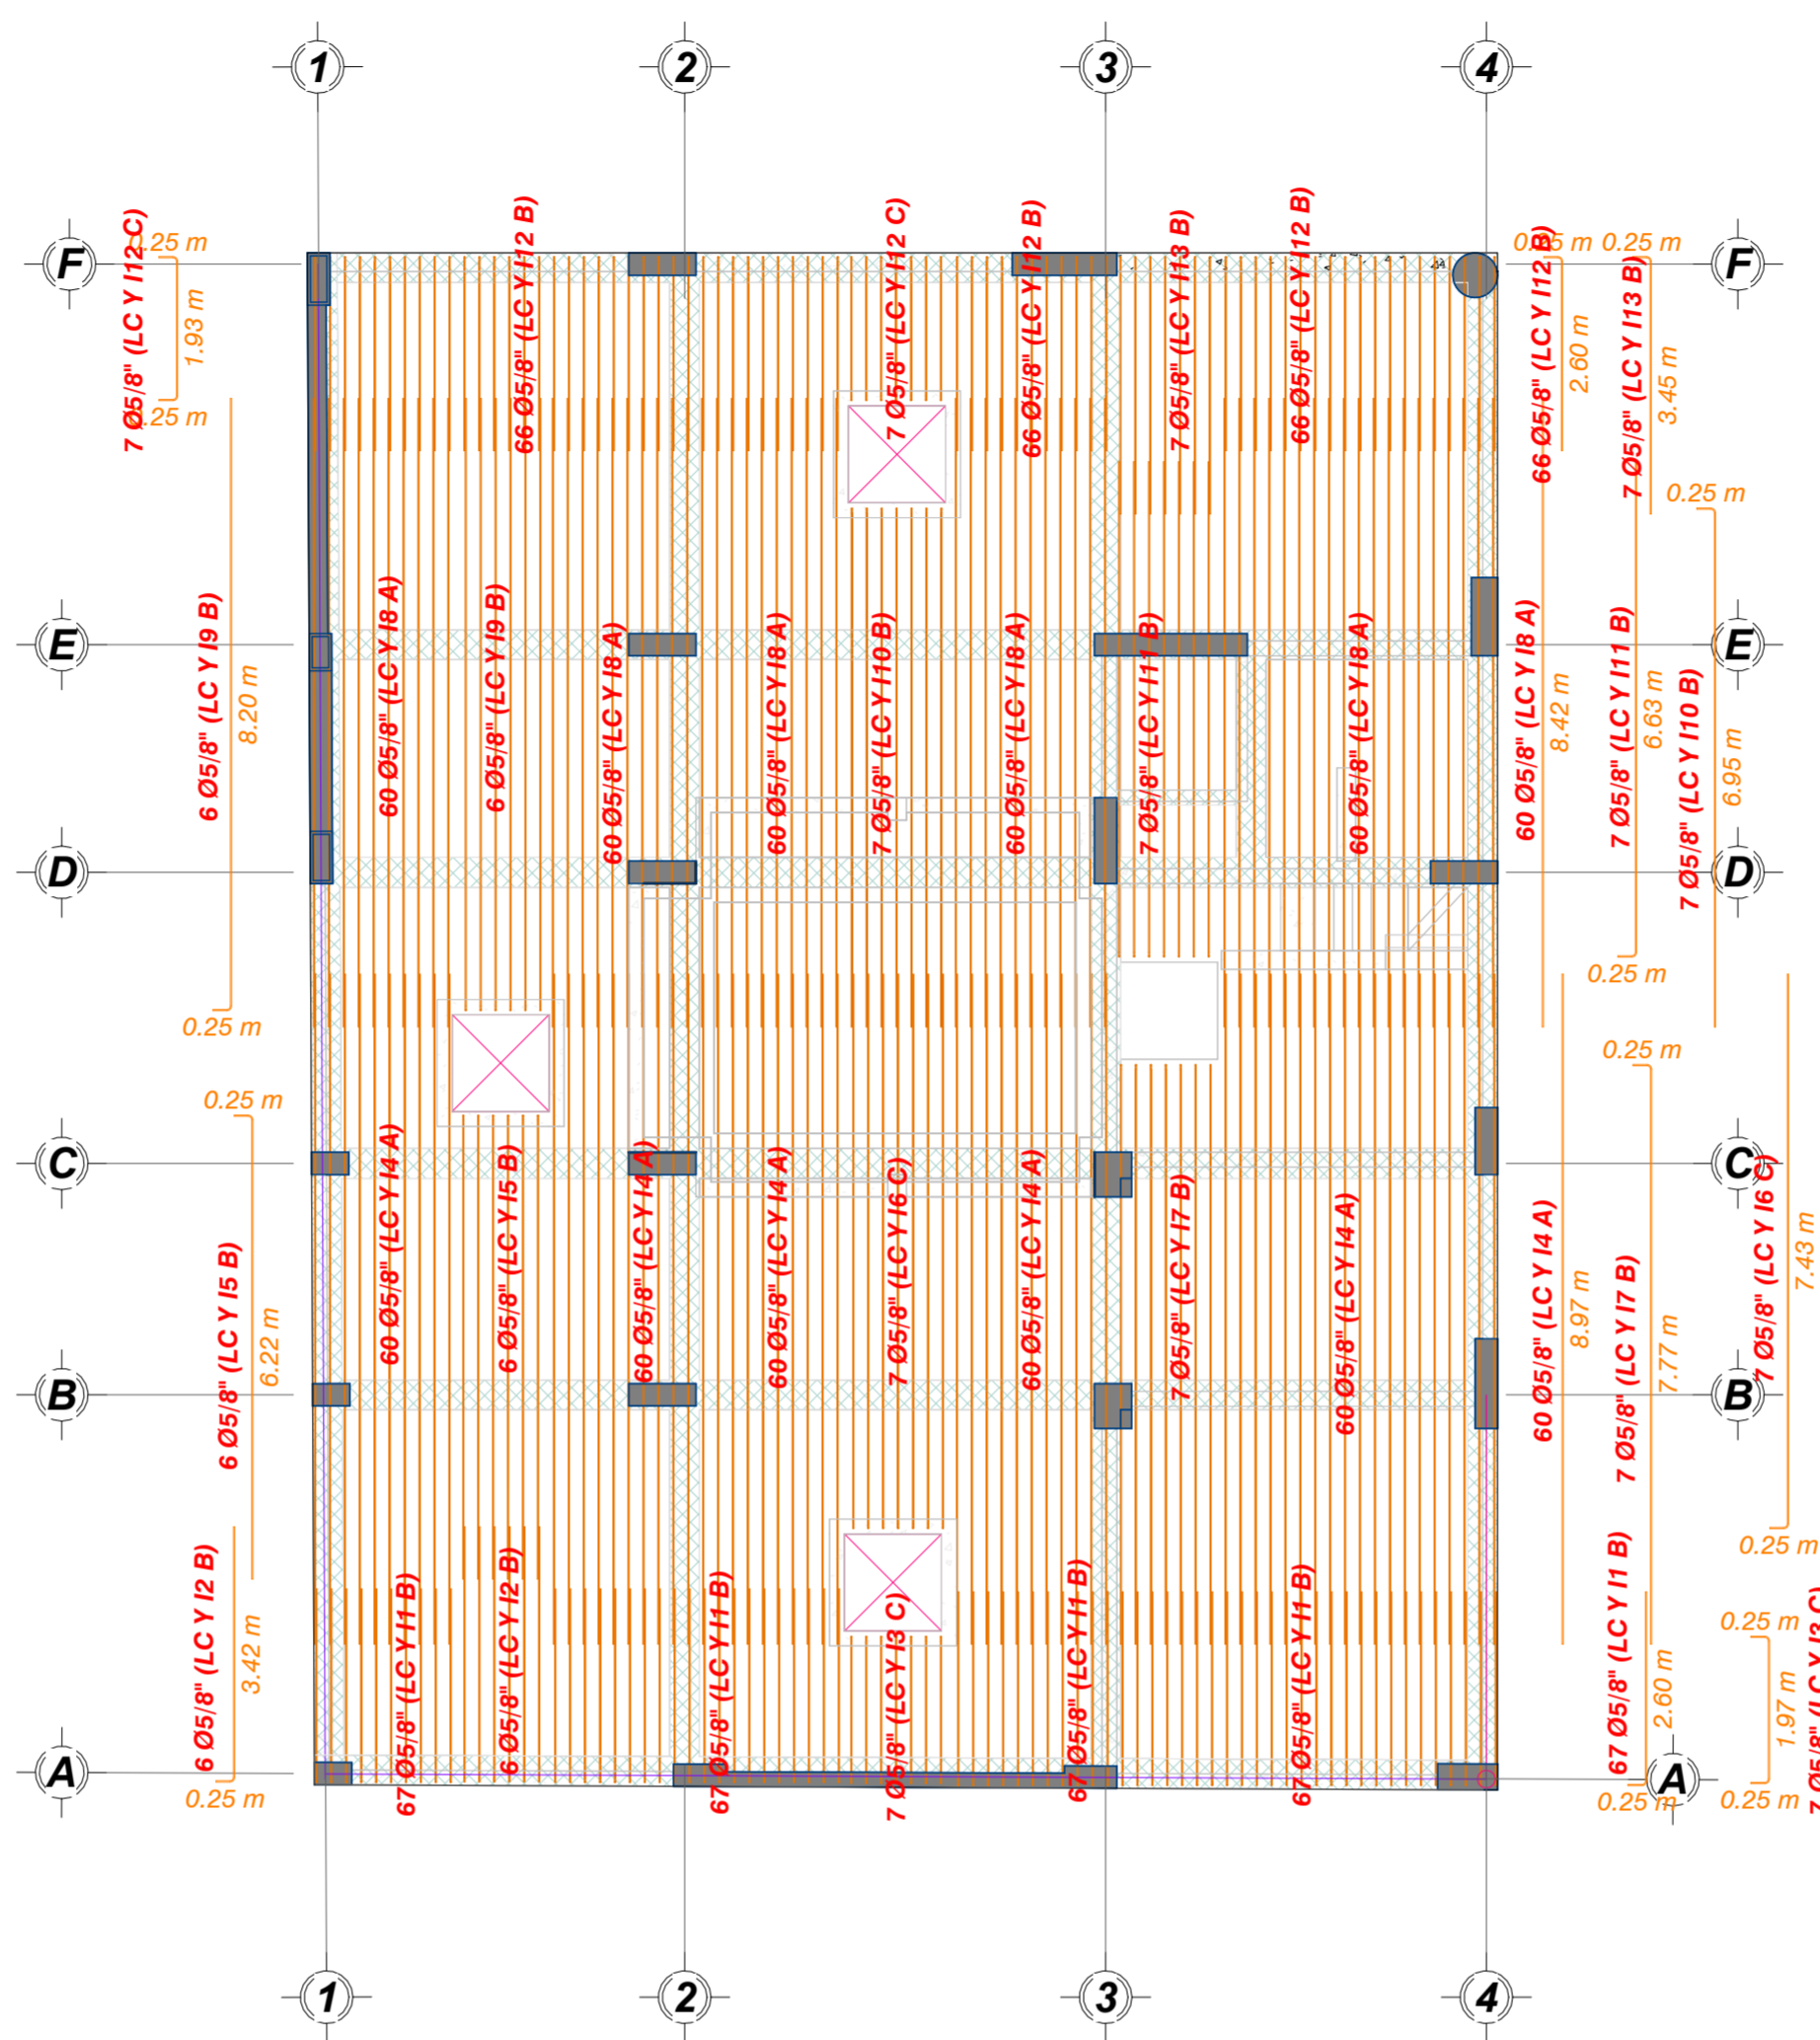 1
2
3
4
F
F
7 Ø5/8" (LC Y I12 C)
0.25 m
1.93 m
0.25 m
66 Ø5/8" (LC Y I12 B)
7 Ø5/8" (LC Y I12 C)
66 Ø5/8" (LC Y I12 B)
7 Ø5/8" (LC Y I13 B)
66 Ø5/8" (LC Y I12 B)
66 Ø5/8" (LC Y I12 B)
0.25 m
2.60 m
7 Ø5/8" (LC Y I13 B)
0.25 m
3.45 m
0.25 m
E
E
6 Ø5/8" (LC Y I9 B)
8.20 m
0.25 m
60 Ø5/8" (LC Y I8 A)
6 Ø5/8" (LC Y I9 B)
60 Ø5/8" (LC Y I8 A)
60 Ø5/8" (LC Y I8 A)
7 Ø5/8" (LC Y I10 B)
60 Ø5/8" (LC Y I8 A)
7 Ø5/8" (LC Y I11 B)
60 Ø5/8" (LC Y I8 A)
60 Ø5/8" (LC Y I8 A)
8.42 m
7 Ø5/8" (LC Y I11 B)
6.63 m
0.25 m
7 Ø5/8" (LC Y I10 B)
6.95 m
D
D
0.25 m
0.25 m
C
C
6 Ø5/8" (LC Y I5 B)
6.22 m
60 Ø5/8" (LC Y I4 A)
6 Ø5/8" (LC Y I5 B)
60 Ø5/8" (LC Y I4 A)
60 Ø5/8" (LC Y I4 A)
7 Ø5/8" (LC Y I6 C)
60 Ø5/8" (LC Y I4 A)
7 Ø5/8" (LC Y I7 B)
60 Ø5/8" (LC Y I4 A)
60 Ø5/8" (LC Y I4 A)
8.97 m
7 Ø5/8" (LC Y I7 B)
7.77 m
7 Ø5/8" (LC Y I6 C)
7.43 m
0.25 m
B
B
6 Ø5/8" (LC Y I2 B)
3.42 m
0.25 m
67 Ø5/8" (LC Y I1 B)
6 Ø5/8" (LC Y I2 B)
67 Ø5/8" (LC Y I1 B)
7 Ø5/8" (LC Y I3 C)
67 Ø5/8" (LC Y I1 B)
67 Ø5/8" (LC Y I1 B)
67 Ø5/8" (LC Y I1 B)
2.60 m
0.25 m
0.25 m
1.97 m
0.25 m
A
A
1
2
3
4